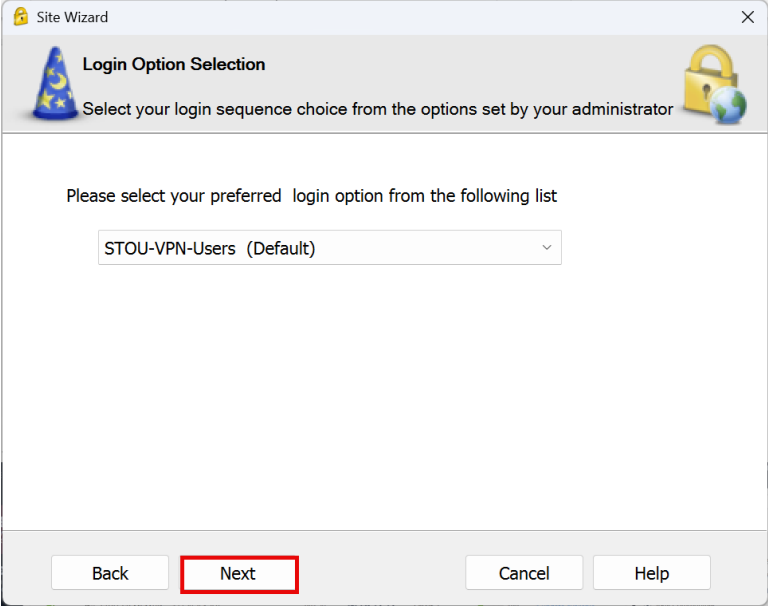 Site Wizard
Login Option Selection
Select your login sequence choice from the options set by your administrator
Please select your preferred  login option from the following list
STOU-VPN-Users  (Default)
Back
Next
Cancel
Help